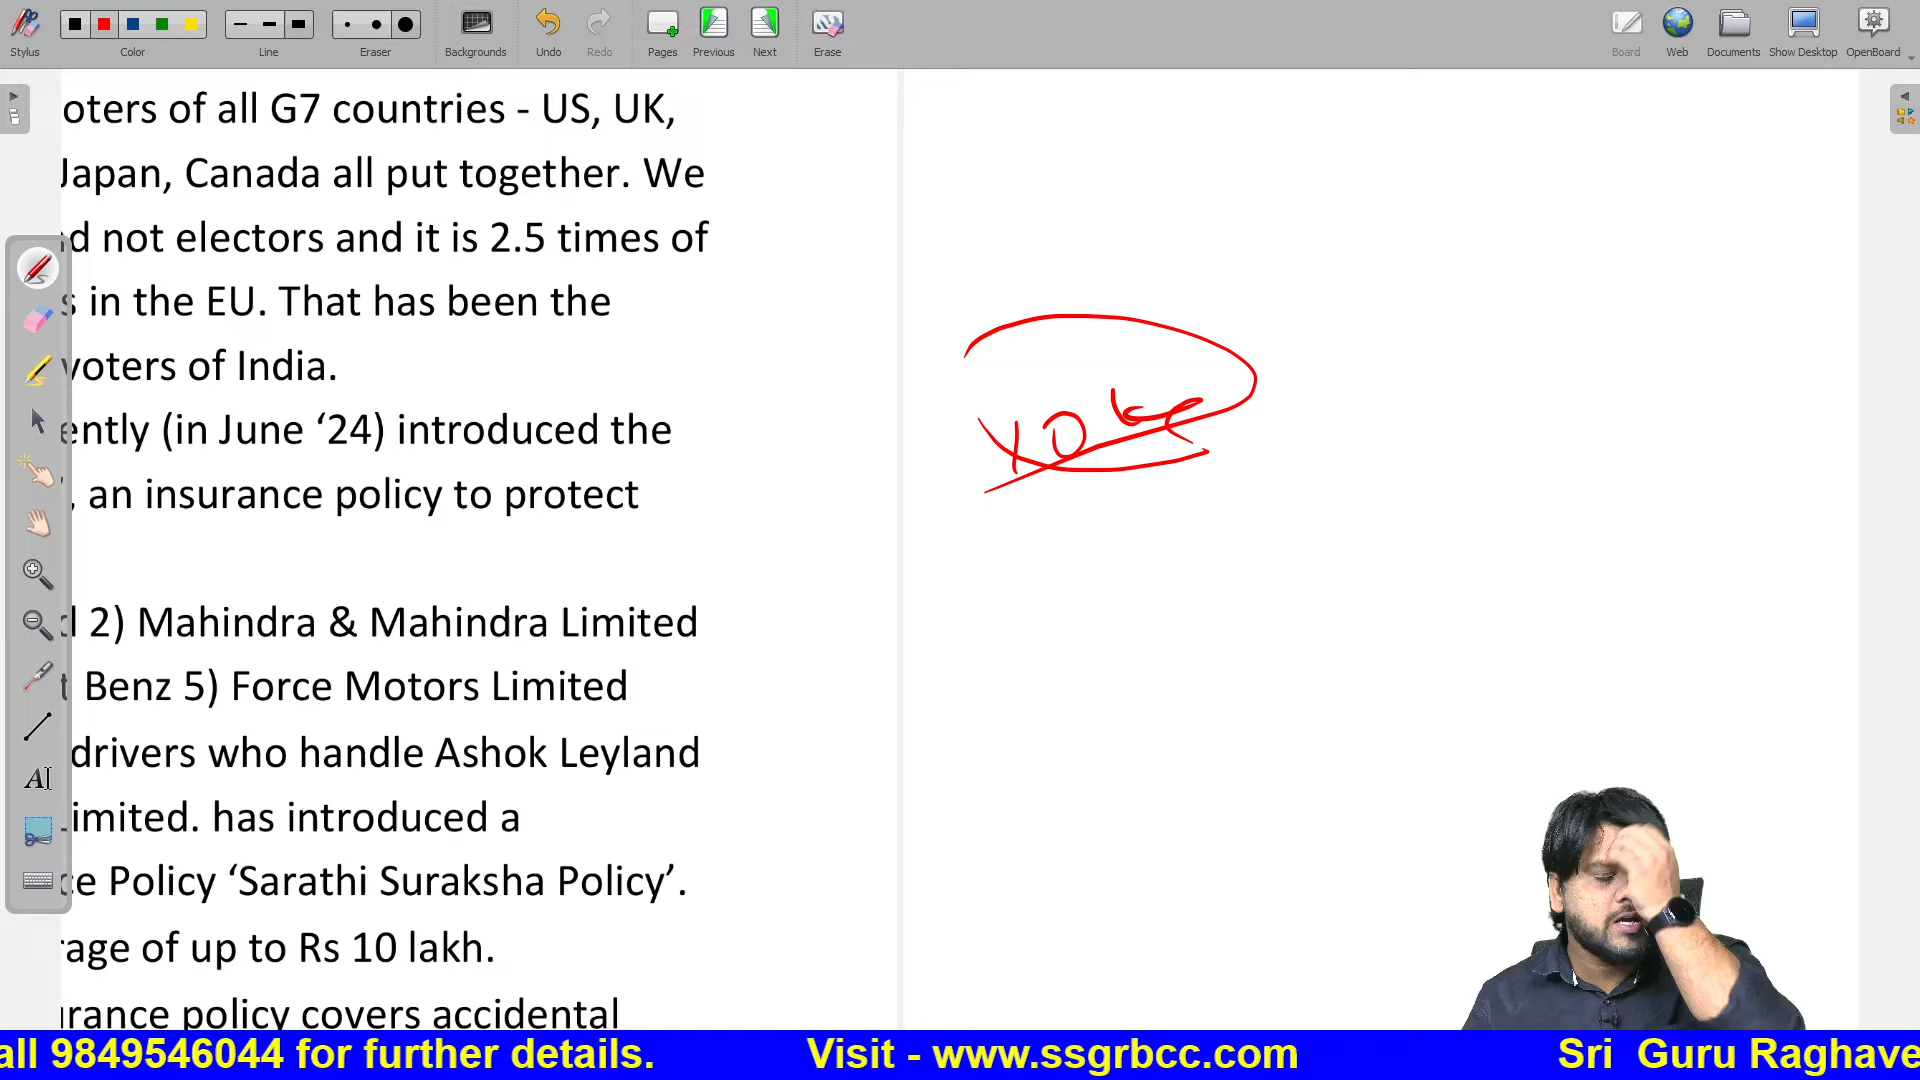 Stylus
Color
Line
Eraser
Backgrounds
Undo
Redo
Pages
Previous
Next
Erase
Board
Web
Documents
Show Desktop
OpenBoard
oters of all G7 countries - US, UK,
Japan, Canada all put together. We
d not electors and it is 2.5 times of
s in the EU. That has been the
voters of India.
ently (in June ‘24) introduced the
’, an insurance policy to protect
d 2) Mahindra & Mahindra Limited
t Benz 5) Force Motors Limited
drivers who handle Ashok Leyland
Limited. has introduced a
ce Policy ‘Sarathi Suraksha Policy’.
rage of up to Rs 10 lakh.
urance policy covers accidental
all 9849546044 for further details.
Visit - www.ssgrbcc.com
Sri Guru Raghave